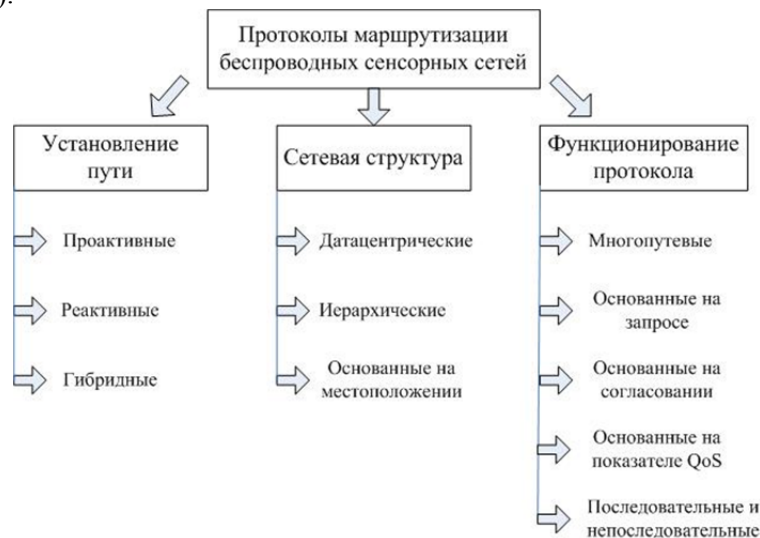 ).
Протоколы маршрутизации
беспроводных сенсорных сетей
Установление
пути
Проактивные
Реактивные
Гибридные
Сетевая структура
Датацентрические
Иерархические
Основанные на
местоположении
Функционирование
протокола
Многопутевые
Основанные на
запросе
Основанные на
согласовании
Основанные на
показателе QoS
Последовательные и
непоследовательные